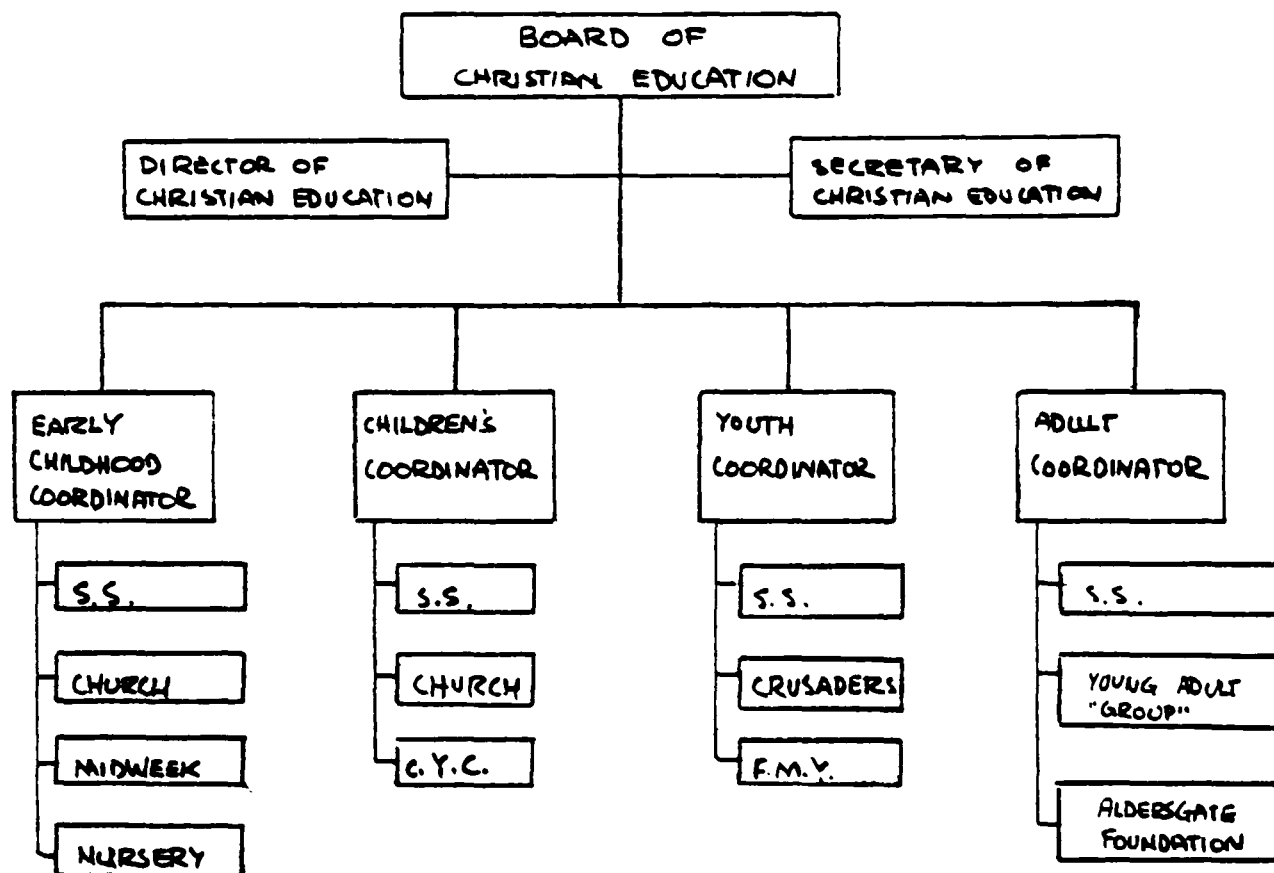 BOARD OF
CHRISTIAN EDUCATION
DIRECTOR OF
CHRISTIAN EDUCATION
SECRETARY OF
CHRISTIAN EDUCATION
EARLY
CHILDHOOD
COORDINATOR
S.S.
CHURCH
MIDWEEK
NURSERY
CHILDREN'S
COORDINATOR
S.S.
CHURCH
C.Y.C.
YOUTH
COORDINATOR
S.S.
CRUSADERS
F.M.Y.
ADULT
COORDINATOR
S.S.
YOUNG ADULT
"GROUP"
ALDERSGATE
FOUNDATION